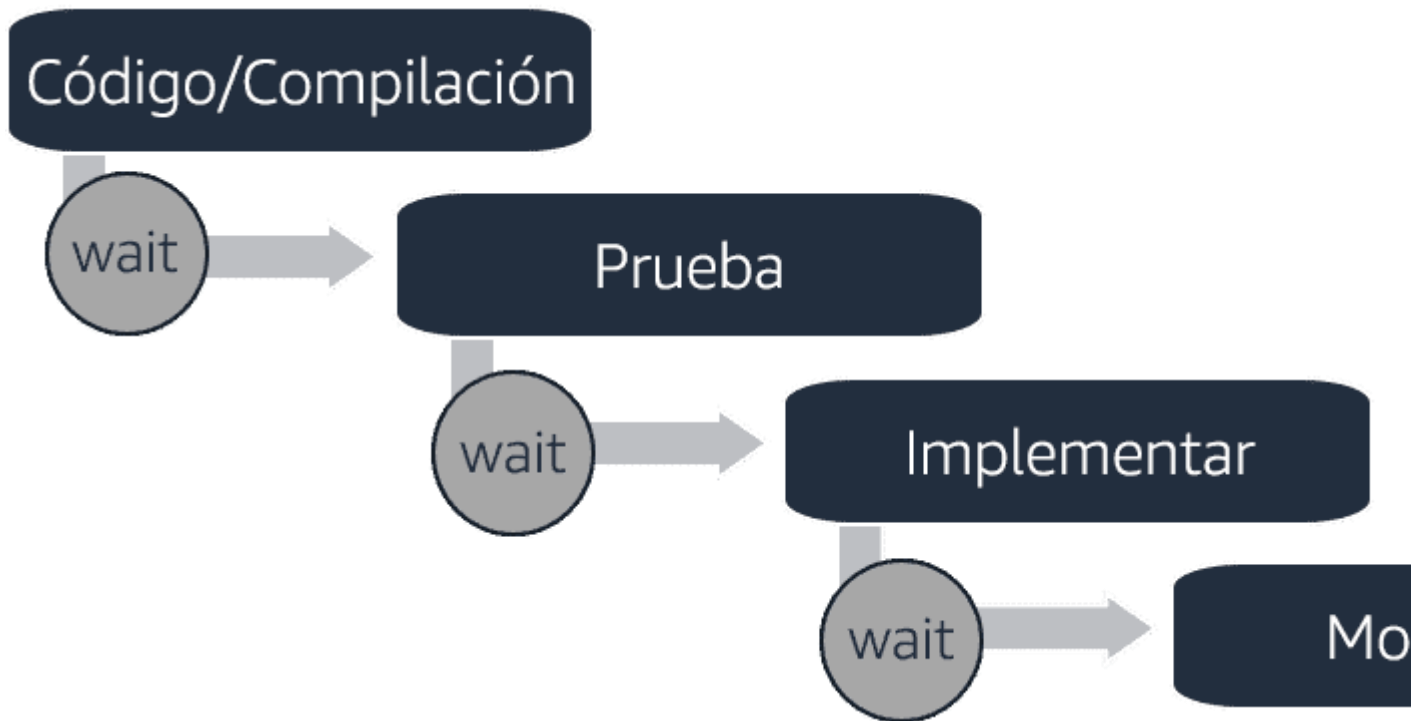 Código/Compilación
wait
Prueba
wait
Implementar
wait
Mo